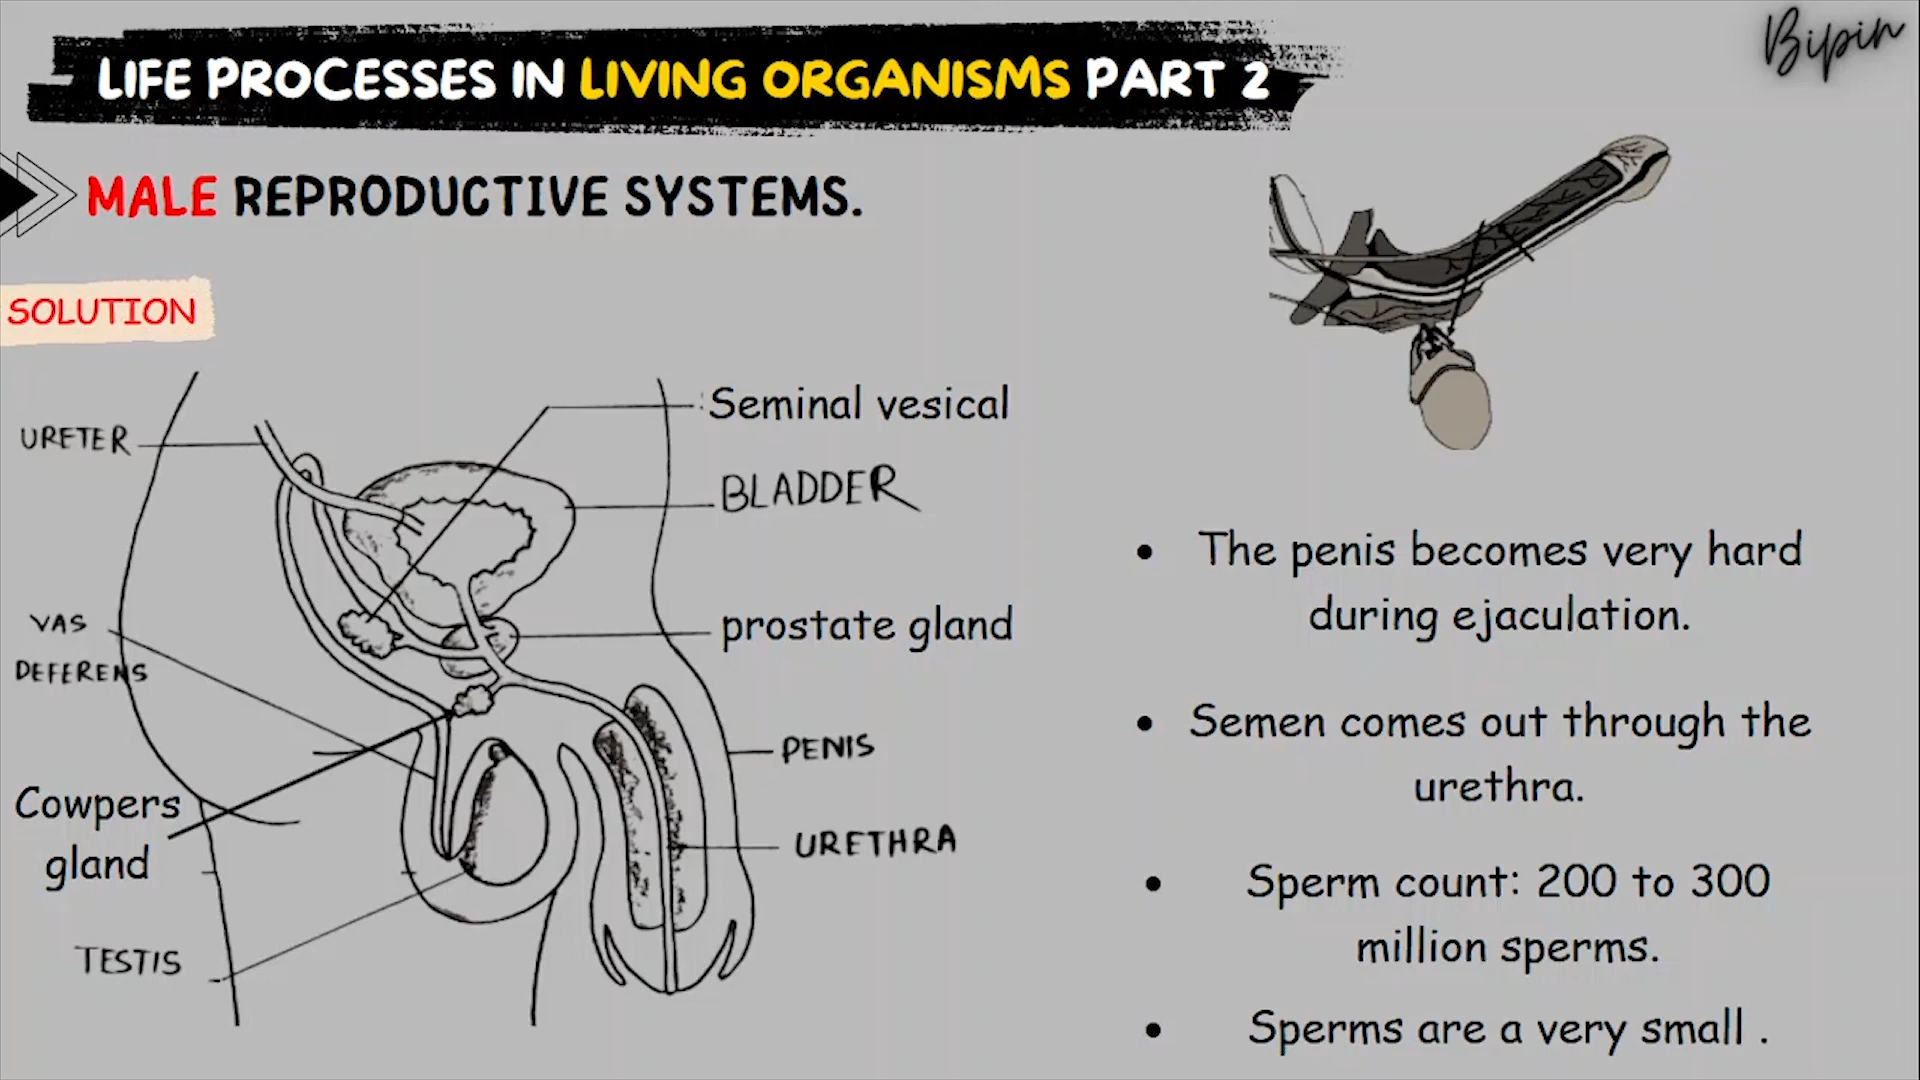 Bipin
LIFE PROCESSES IN LIVING ORGANISMS PART 2
MALE REPRODUCTIVE SYSTEMS.
SOLUTION
Seminal vesical
URETER
BLADDER
VAS
DEFERENS
prostate gland
PENIS
Cowpers
gland
URETHRA
TESTIS
• The penis becomes very hard
during ejaculation.
• Semen comes out through the
urethra.
• Sperm count: 200 to 300
million sperms.
• Sperms are a very small .